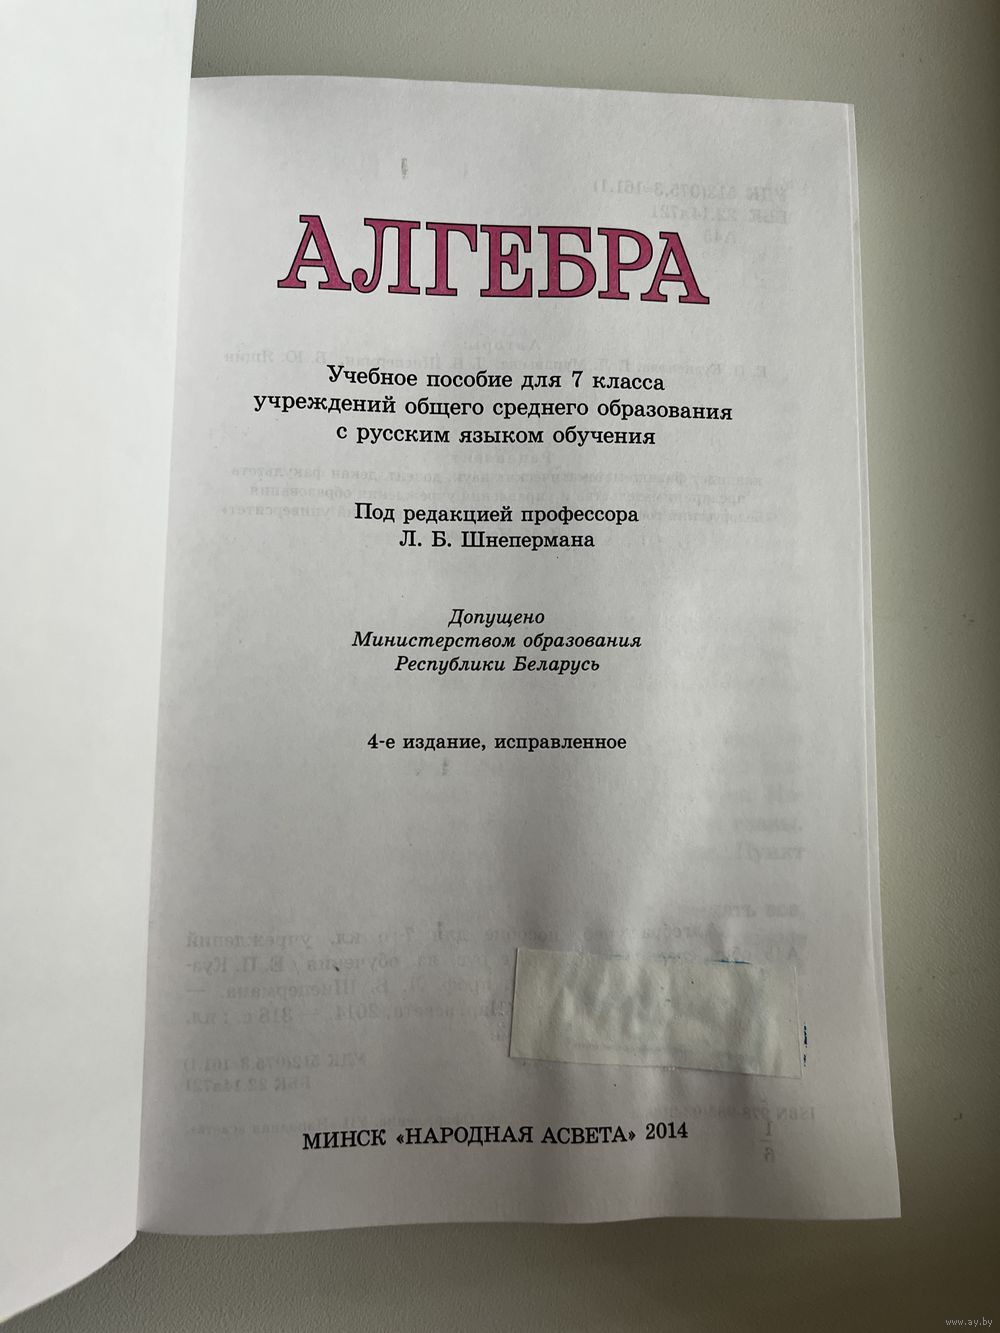 АЛГЕБРА
Учебное пособие для 7 класса
учреждений общего среднего образования
с русским языком обучения
Под редакцией профессора
Л. Б. Шнепермана
Допущено
Министерством образования
Республики Беларусь
4-е издание, исправленное
МИНСК «НАРОДНАЯ АСВЕТА» 2014
www.ay.by